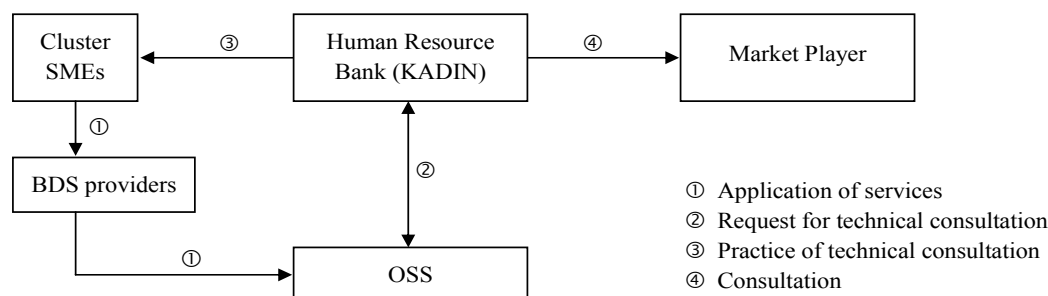 Cluster
SMEs
③
Human Resource
Bank (KADIN)
④
Market Player
①
BDS providers
②
①
OSS
① Application of services
② Request for technical consultation
③ Practice of technical consultation
④ Consultation